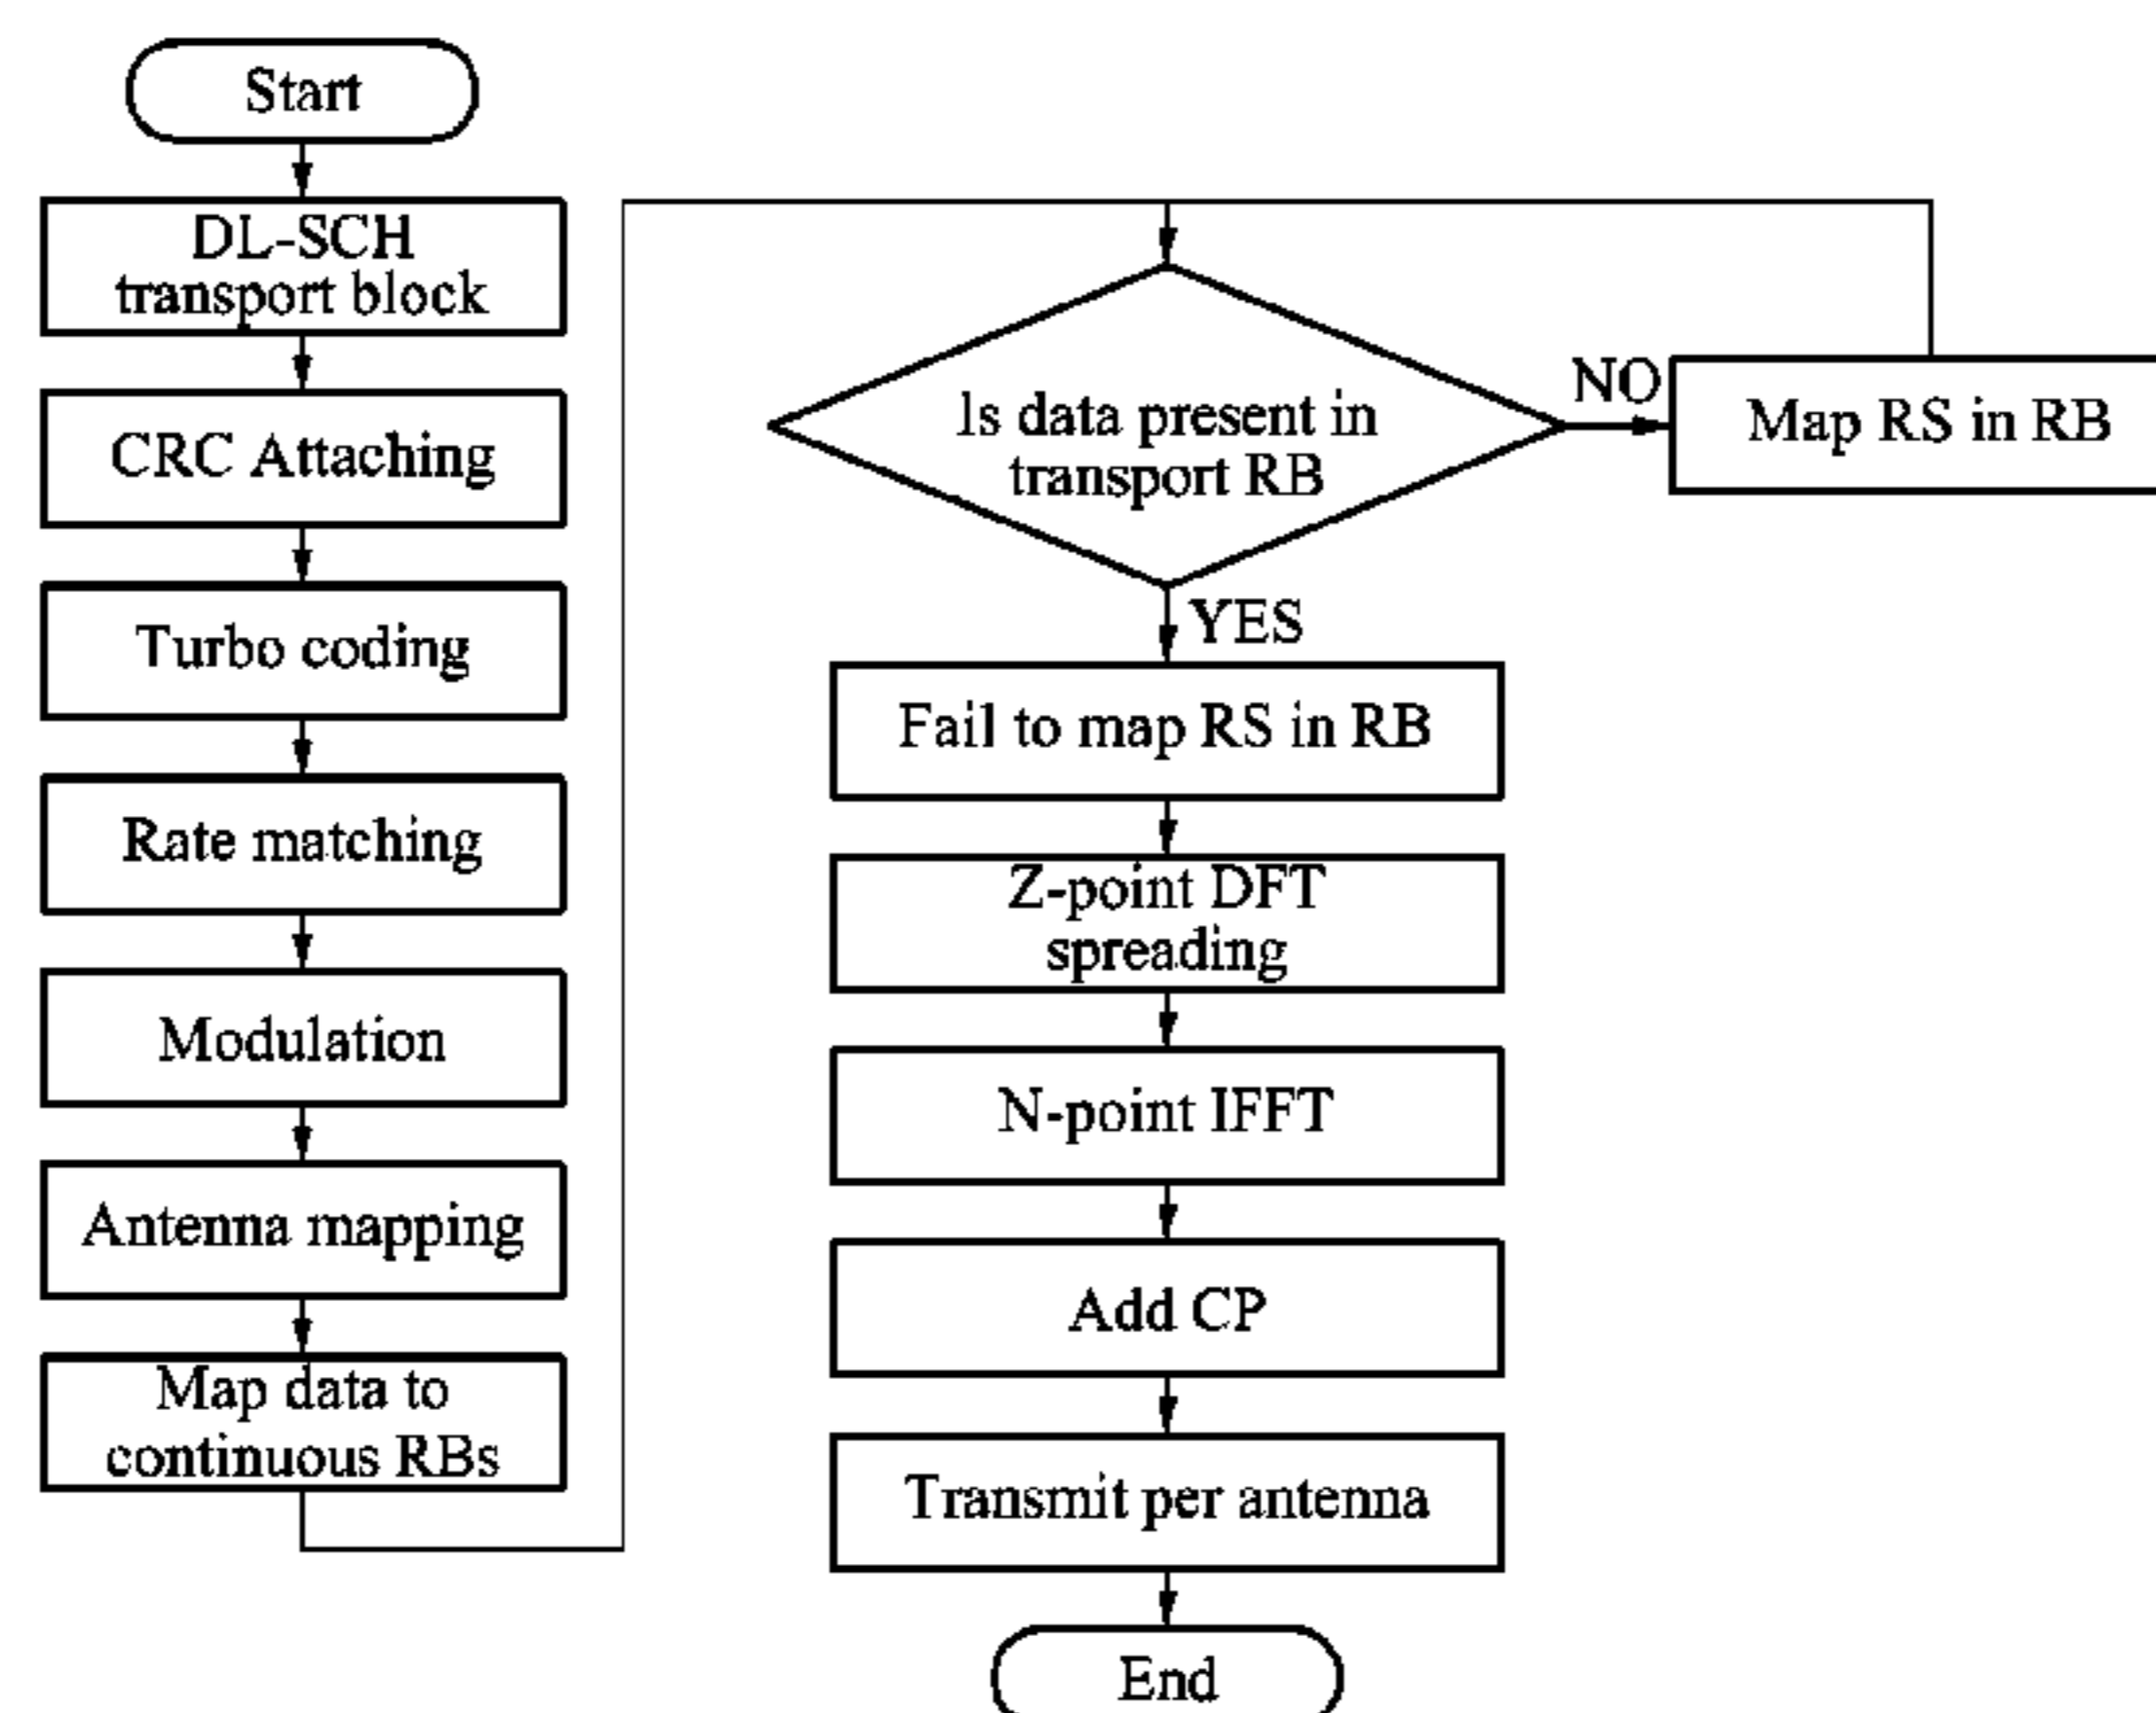 Start
DL-SCH
transport block
CRC Attaching
Turbo coding
Rate matching
Modulation
Antenna mapping
Map data to
continuous RBs
Is data present in
transport RB
NO
Map RS in RB
YES
Fail to map RS in RB
Z-point DFT
spreading
N-point IFFT
Add CP
Transmit per antenna
End